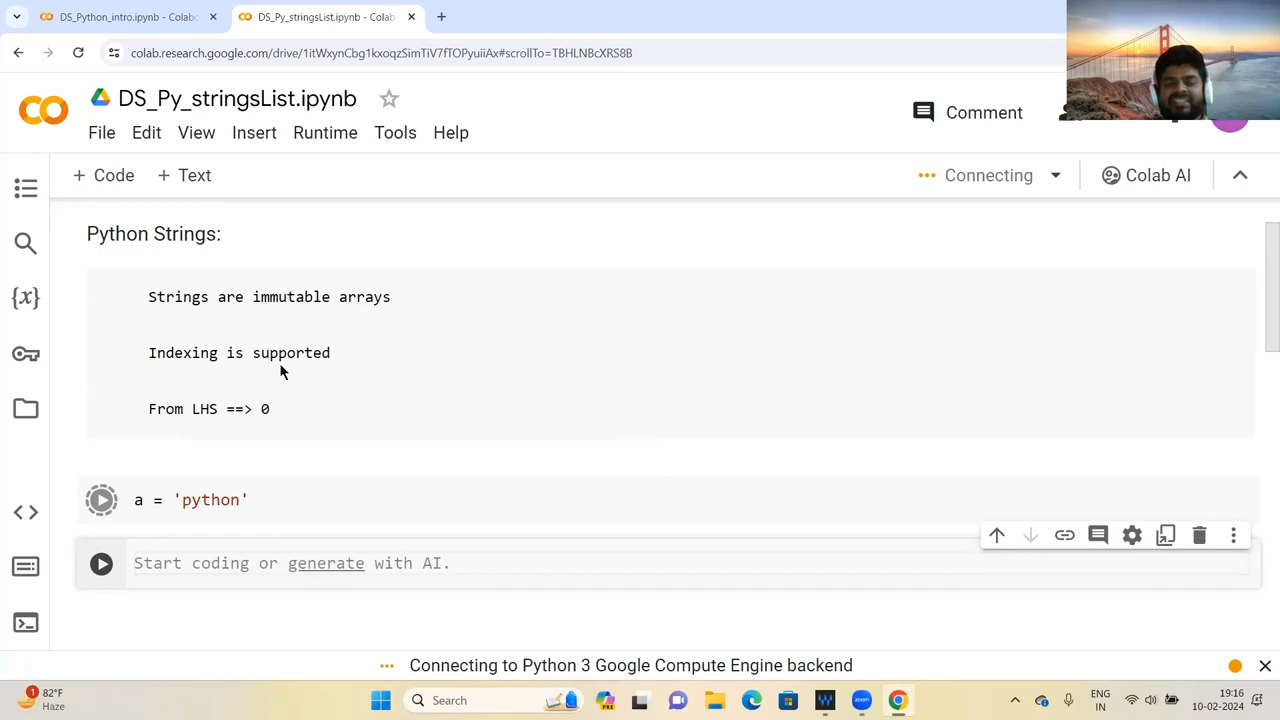 DS_Python_intro.ipynb - Colab
DS_Py_stringsList.ipynb - Colab
colab.research.google.com/drive/1itWxynCbg1kxoqzSimTiV7fTOPyuiiAx#scrollTo=TBHLNBcXRS8B
DS_Py_stringsList.ipynb
File Edit View Insert Runtime Tools Help
Comment
+ Code + Text
Connecting
Colab AI
Python Strings:
Strings are immutable arrays
Indexing is supported
From LHS ==> 0
{x}
a = 'python'
Start coding or generate with AI.
Connecting to Python 3 Google Compute Engine backend
1
82°F
Haze
Search
PRE
zoom
ENG
IN
19:16
10-02-2024